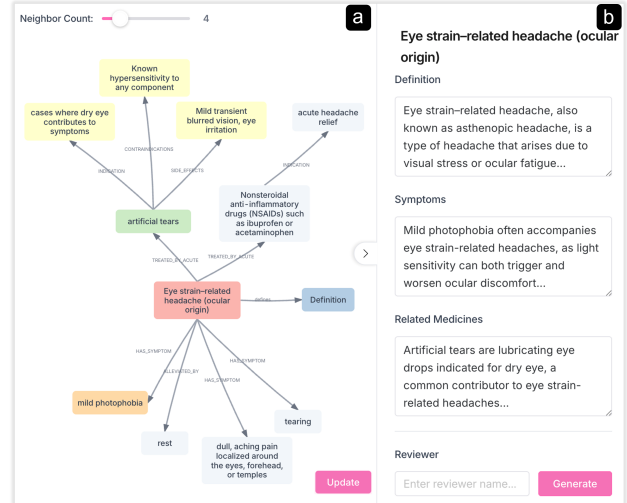 Neighbor Count:
4
a
Known
hypersensitivity to
any component
cases where dry eye
contributes to
symptoms
Mild transient
blurred vision, eye
irritation
acute headache
relief
CONTRAINDICATIONS
INDICATION
SIDE_EFFECTS
INDICATION
Nonsteroidal
anti-inflammatory
drugs (NSAIDs) such
as ibuprofen or
acetaminophen
artificial tears
TREATED_BY_ACUTE
TREATED_BY_ACUTE
Eye strain–related
headache (ocular
origin)
defines
Definition
HAS_SYMPTOM
ALLEVIATED_BY
HAS_SYMPTOM
HAS_SYMPTOM
mild photophobia
tearing
rest
dull, aching pain
localized around
the eyes, forehead,
or temples
Update
b
Eye strain–related headache (ocular
origin)
Definition
Eye strain–related headache, also
known as asthenopic headache, is a
type of headache that arises due to
visual stress or ocular fatigue...
Symptoms
Mild photophobia often accompanies
eye strain-related headaches, as light
sensitivity can both trigger and
worsen ocular discomfort...
Related Medicines
Artificial tears are lubricating eye
drops indicated for dry eye, a
common contributor to eye strain-
related headaches...
Reviewer
Enter reviewer name...
Generate